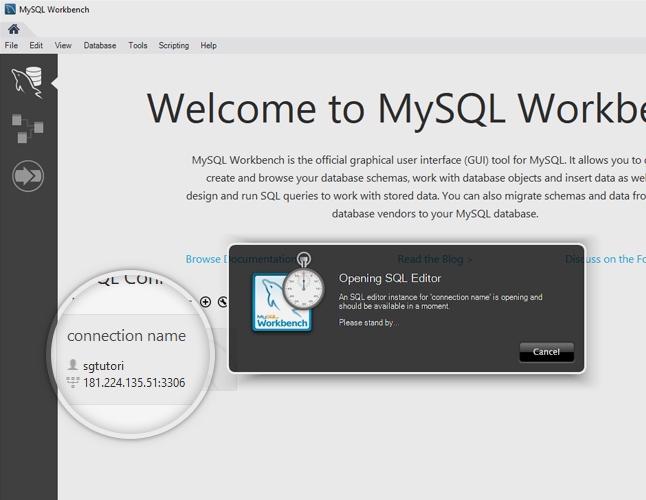 MySQL Workbench
File Edit View Database Tools Scripting Help
Welcome to MySQL Workbe
MySQL Workbench is the official graphical user interface (GUI) tool for MySQL. It allows you to
create and browse your database schemas, work with database objects and insert data as
design and run SQL queries to work with stored data. You can also migrate schemas and data
database vendors to your MySQL database.
Browse Documentation
Read the Blog >
Discuss on the
Opening SQL Editor
An SQL editor instance for 'connection name' is opening and
should be available in a moment.
Please stand by...
MySQL
Workbench
Cancel
connection name
sgtutori
181.224.135.51:3306